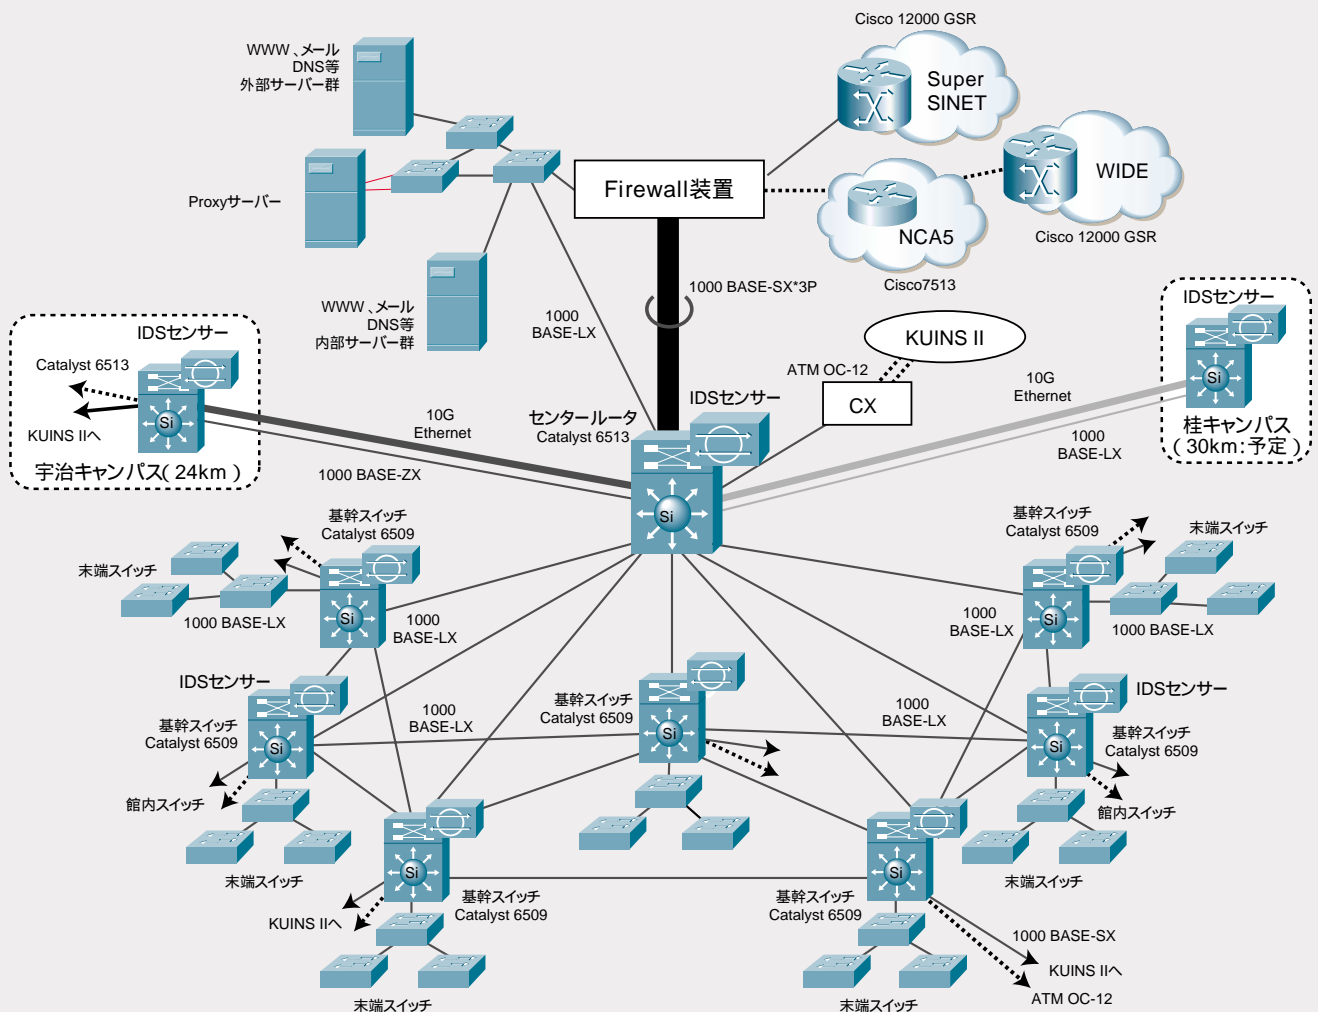 Cisco 12000 GSR
WWW、メール
DNS等
外部サーバー群
Super
SINET
Firewall装置
WIDE
Proxyサーバー
NCA5
Cisco 12000 GSR
Cisco7513
1000 BASE-SX*3P
WWW、メール
DNS等
内部サーバー群
1000
BASE-LX
KUINS II
IDSセンサー
Catalyst 6513
KUINS IIへ
Si
宇治キャンパス(24km)
10G
Ethernet
1000 BASE-ZX
センタールータ
Catalyst 6513
IDSセンサー
Si
ATM OC-12
CX
10G
Ethernet
1000
BASE-LX
IDSセンサー
Si
桂キャンパス
(30km:予定)
基幹スイッチ
Catalyst 6509
末端スイッチ
Si
1000 BASE-LX
1000
BASE-LX
基幹スイッチ
Catalyst 6509
末端スイッチ
Si
1000
BASE-LX
1000 BASE-LX
IDSセンサー
基幹スイッチ
Catalyst 6509
Si
1000
BASE-LX
館内スイッチ
末端スイッチ
基幹スイッチ
Catalyst 6509
Si
1000
BASE-LX
IDSセンサー
基幹スイッチ
Catalyst 6509
Si
館内スイッチ
末端スイッチ
Si
基幹スイッチ
Catalyst 6509
KUINS IIへ
末端スイッチ
Si
基幹スイッチ
Catalyst 6509
1000 BASE-SX
KUINS IIへ
ATM OC-12
末端スイッチ